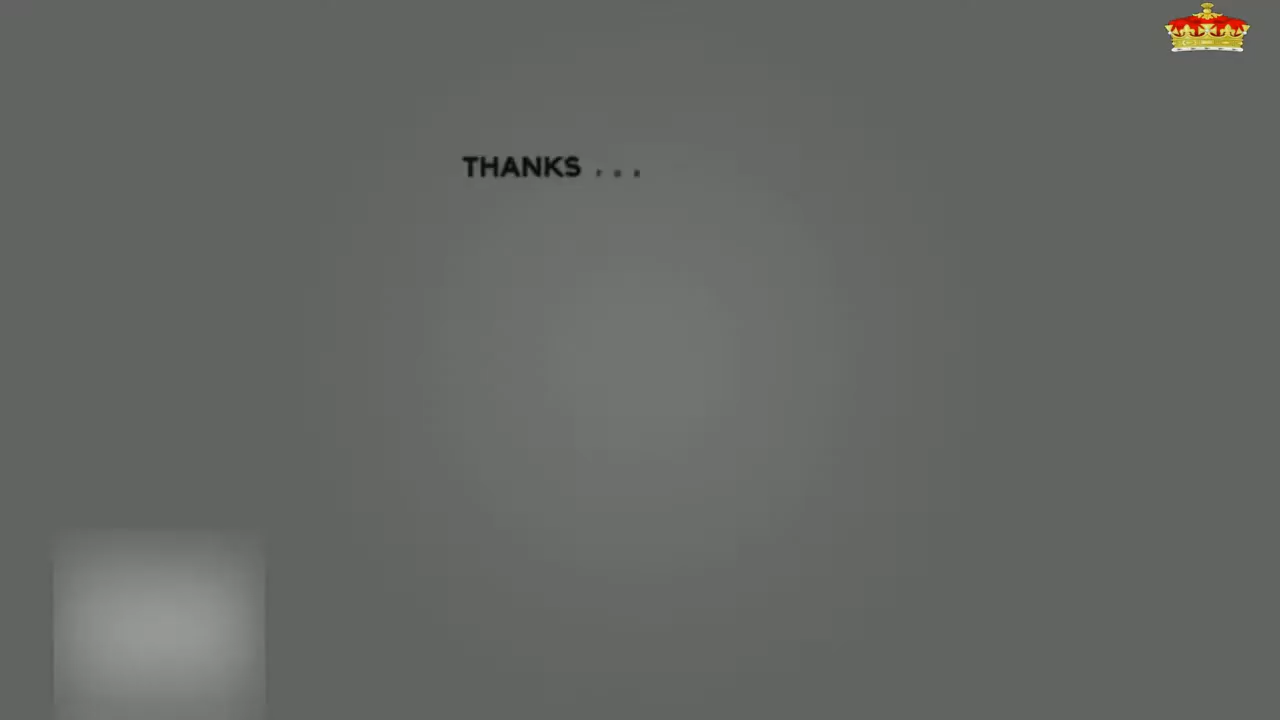 THANKS . . .